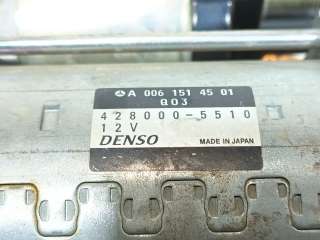 A 006 151 45 01
Q03
428000-5510
12V
DENSO MADE IN JAPAN